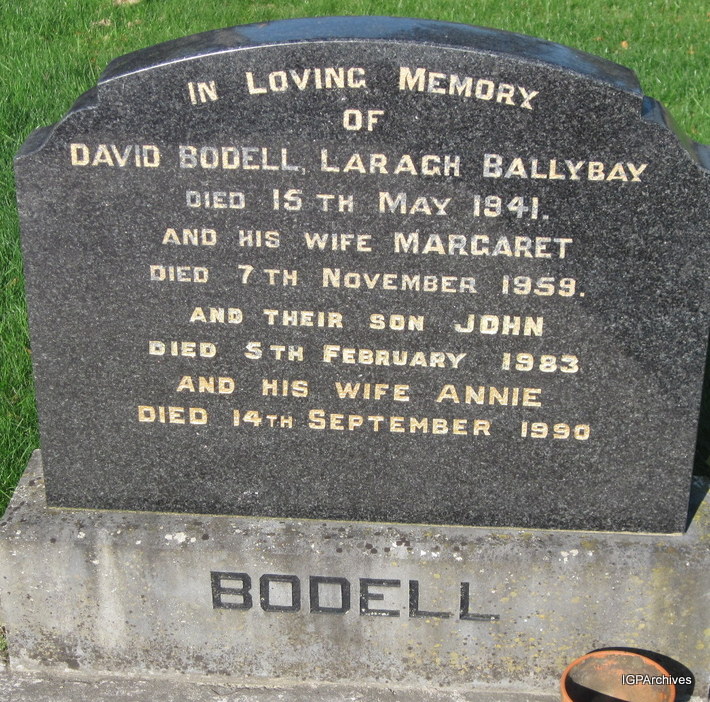 IN LOVING MEMORY
OF
DAVID BODELL, LARAGH BALLYBAY
DIED 15TH MAY 1941.
AND HIS WIFE MARGARET
DIED 7TH NOVEMBER 1959.
AND THEIR SON JOHN
DIED 5TH FEBRUARY 1983
AND HIS WIFE ANNIE
DIED 14TH SEPTEMBER 1990
BODELL
IGPArchives